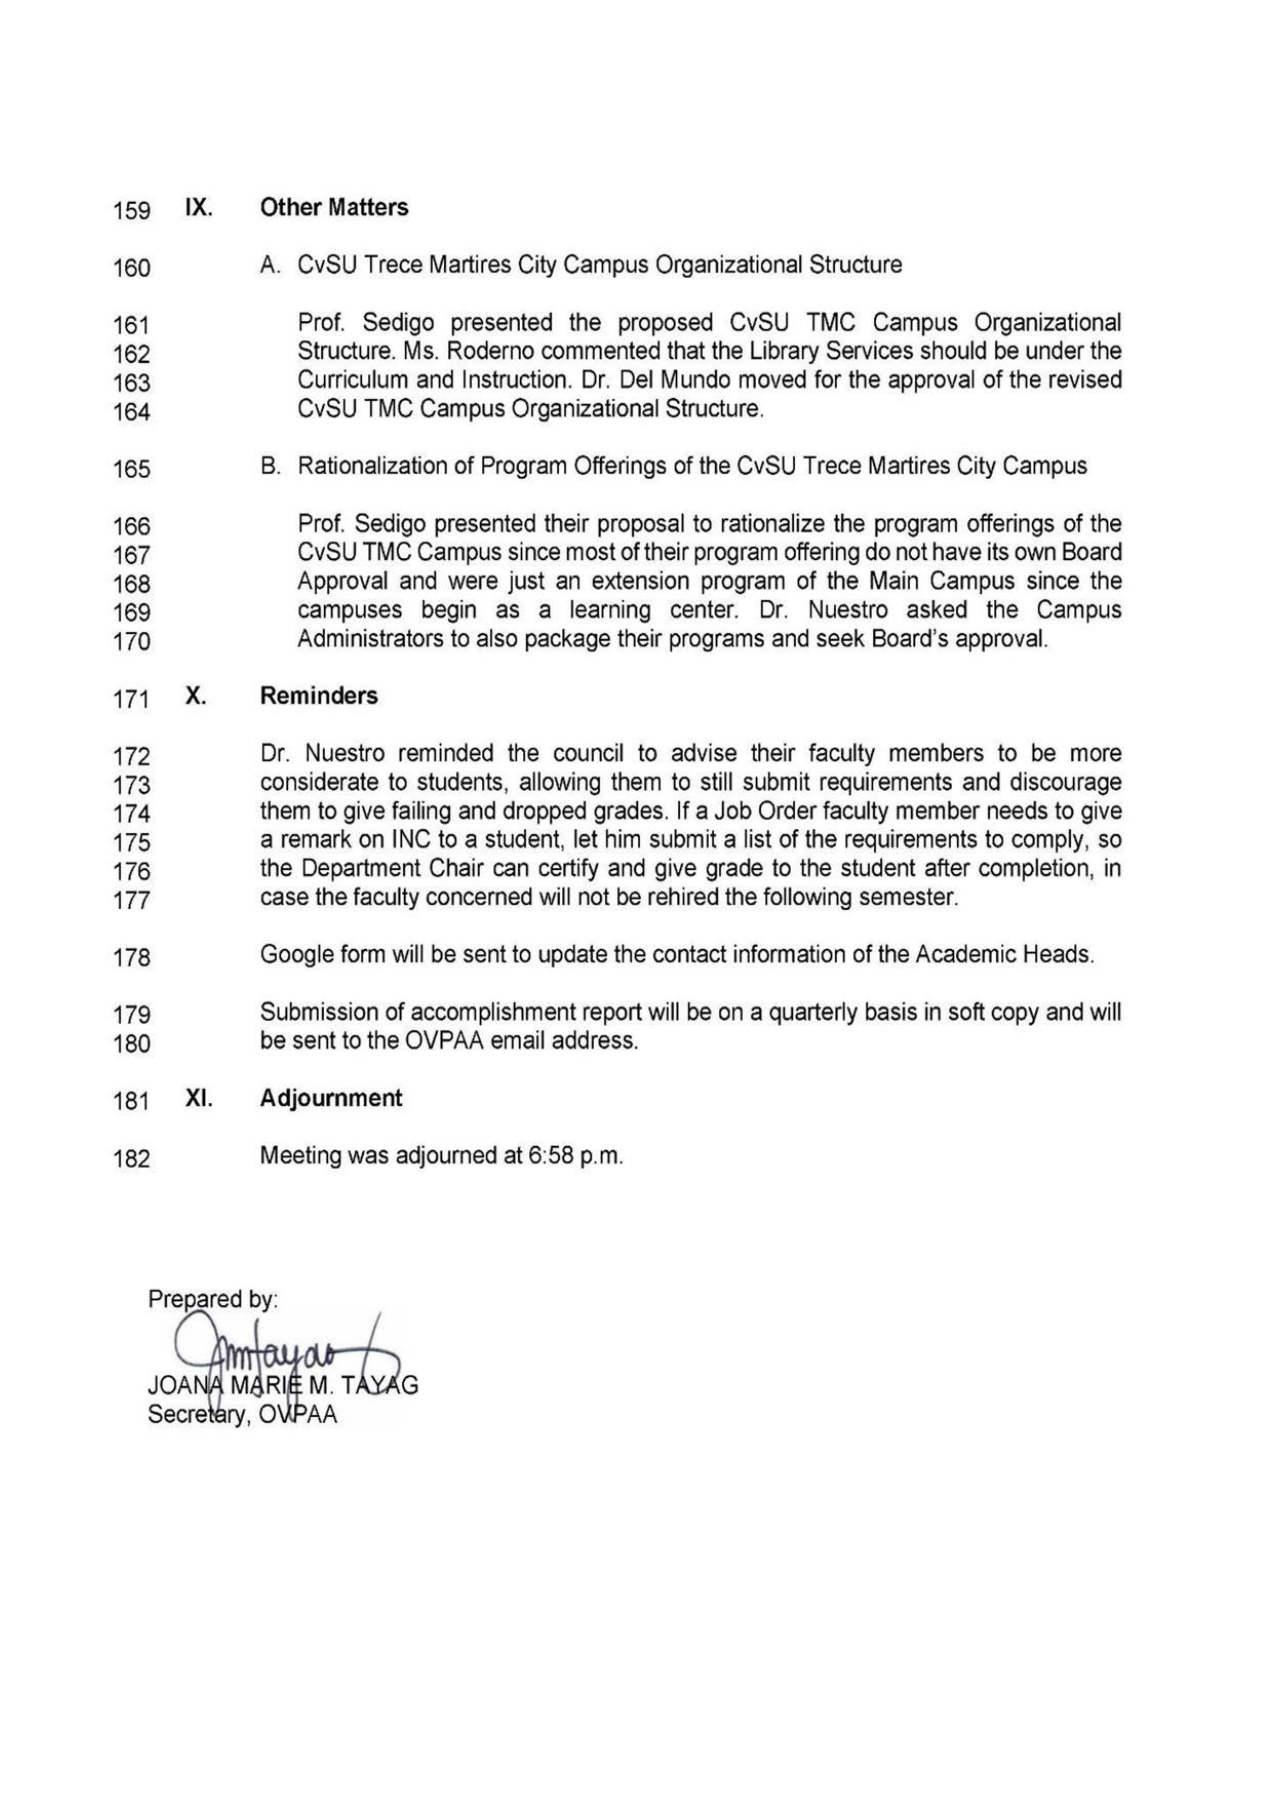 159 IX. Other Matters
160 A. CvSU Trece Martires City Campus Organizational Structure
161 Prof. Sedigo presented the proposed CvSU TMC Campus Organizational
162 Structure. Ms. Roderno commented that the Library Services should be under the
163 Curriculum and Instruction. Dr. Del Mundo moved for the approval of the revised
164 CvSU TMC Campus Organizational Structure.
165 B. Rationalization of Program Offerings of the CvSU Trece Martires City Campus
166 Prof. Sedigo presented their proposal to rationalize the program offerings of the
167 CvSU TMC Campus since most of their program offering do not have its own Board
168 Approval and were just an extension program of the Main Campus since the
169 campuses begin as a learning center. Dr. Nuestro asked the Campus
170 Administrators to also package their programs and seek Board's approval.
171 X. Reminders
172 Dr. Nuestro reminded the council to advise their faculty members to be more
173 considerate to students, allowing them to still submit requirements and discourage
174 them to give failing and dropped grades. If a Job Order faculty member needs to give
175 a remark on INC to a student, let him submit a list of the requirements to comply, so
176 the Department Chair can certify and give grade to the student after completion, in
177 case the faculty concerned will not be rehired the following semester.
178 Google form will be sent to update the contact information of the Academic Heads.
179 Submission of accomplishment report will be on a quarterly basis in soft copy and will
180 be sent to the OVPAA email address.
181 XI. Adjournment
182 Meeting was adjourned at 6:58 p.m.
Prepared by:
JOANA MARIE M. TAYAG
Secretary, OVPAA